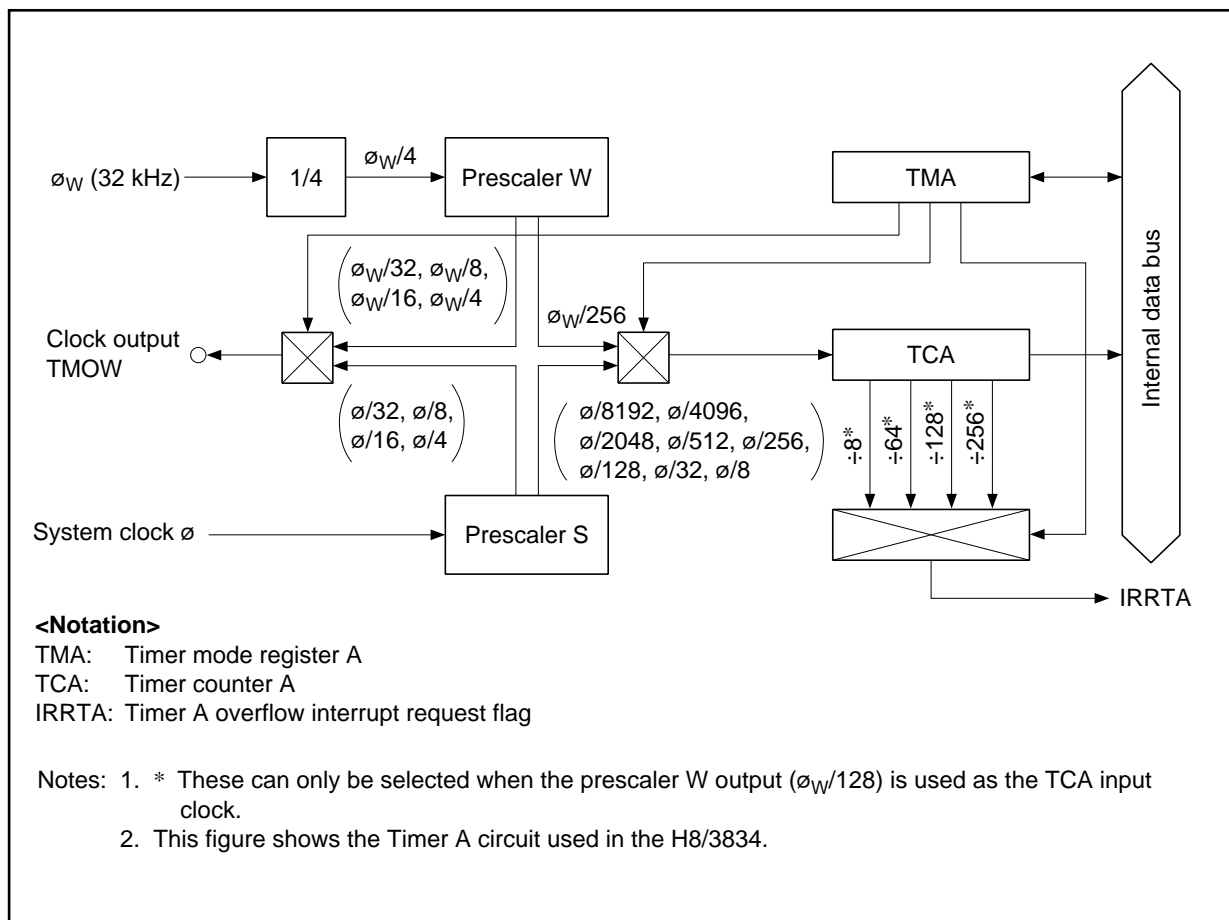 øW (32 kHz)
1/4
øW/4
Prescaler W
TMA
Internal data bus
øW/32, øW/8,
øW/16, øW/4
øW/256
Clock output
TMOW
TCA
ø/32, ø/8,
ø/16, ø/4
ø/8192, ø/4096,
ø/2048, ø/512, ø/256,
ø/128, ø/32, ø/8
÷8*
÷64*
÷128*
÷256*
System clock ø
Prescaler S
IRRTA
<Notation>
TMA: Timer mode register A
TCA: Timer counter A
IRRTA: Timer A overflow interrupt request flag
Notes: 1. * These can only be selected when the prescaler W output (øW/128) is used as the TCA input
clock.
2. This figure shows the Timer A circuit used in the H8/3834.